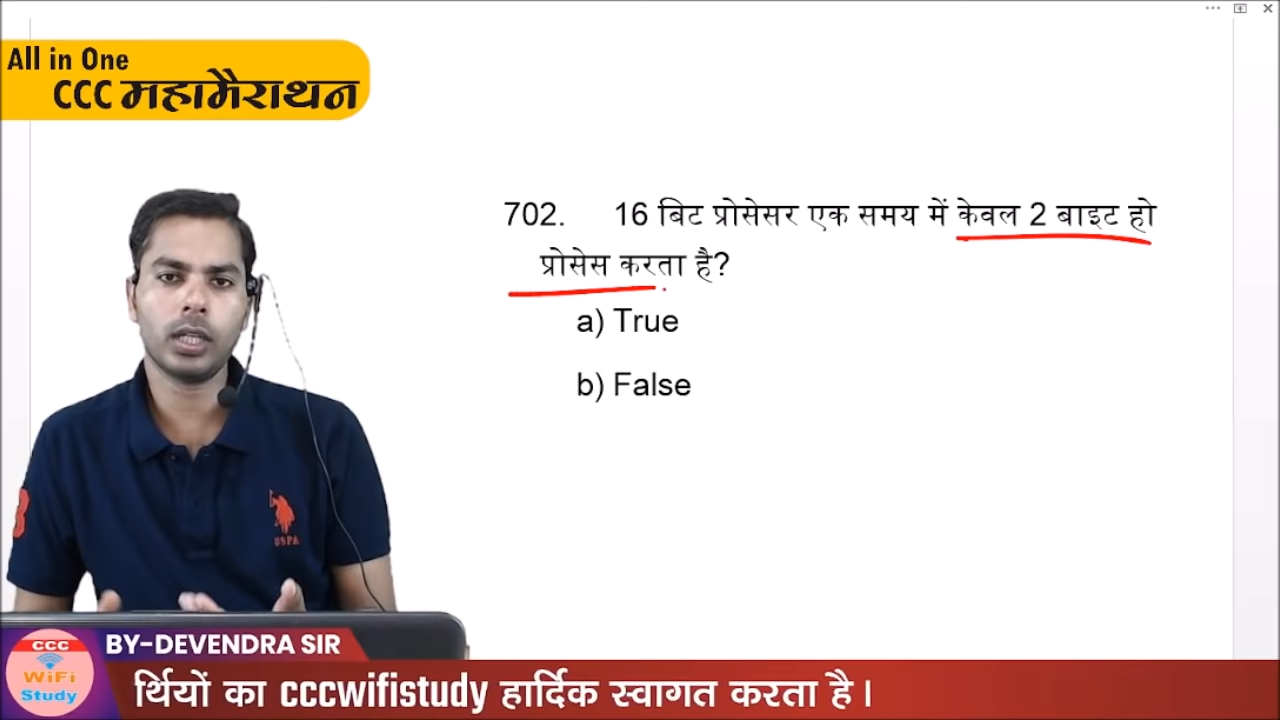 All in One
CCC महामैराथन
702. 16 बिट प्रोसेसर एक समय में केवल 2 बाइट हो
प्रोसेस करता है?
a) True
b) False
USPA
CCC
WiFi
Study
BY-DEVENDRA SIR
र्थियों का cccwifistudy हार्दिक स्वागत करता है।